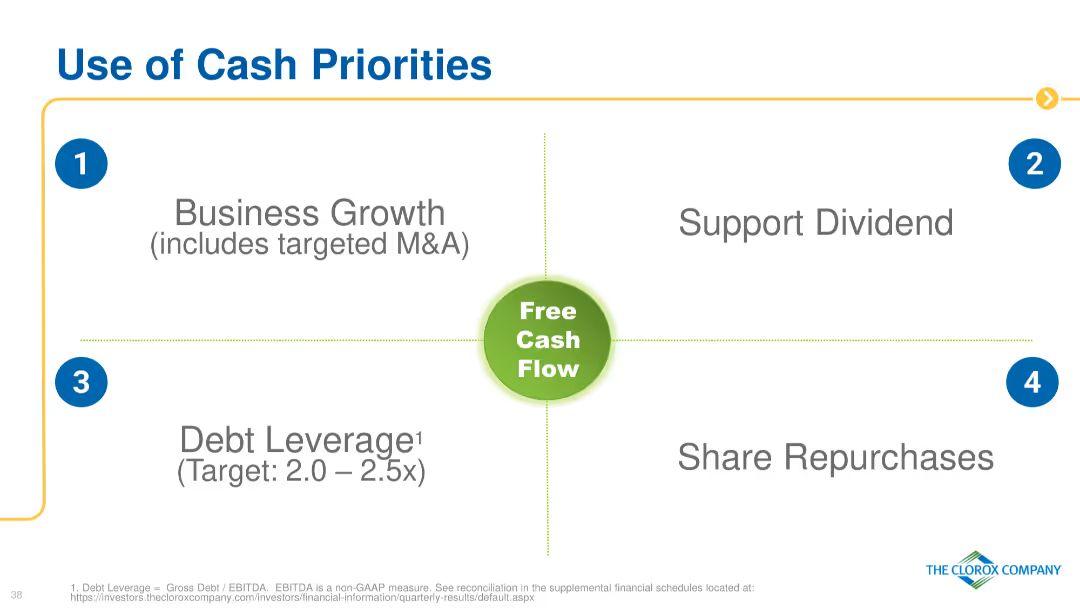 Use of Cash Priorities
1
Business Growth
(includes targeted M&A)
2
Support Dividend
Free
Cash
Flow
3
Debt Leverage1
(Target: 2.0 – 2.5x)
4
Share Repurchases
THE CLOROX COMPANY
38
1. Debt Leverage = Gross Debt / EBITDA. EBITDA is a non-GAAP measure. See reconciliation in the supplemental financial schedules located at:
https://investors.thecloroxcompany.com/investors/financial-information/quarterly-results/default.aspx